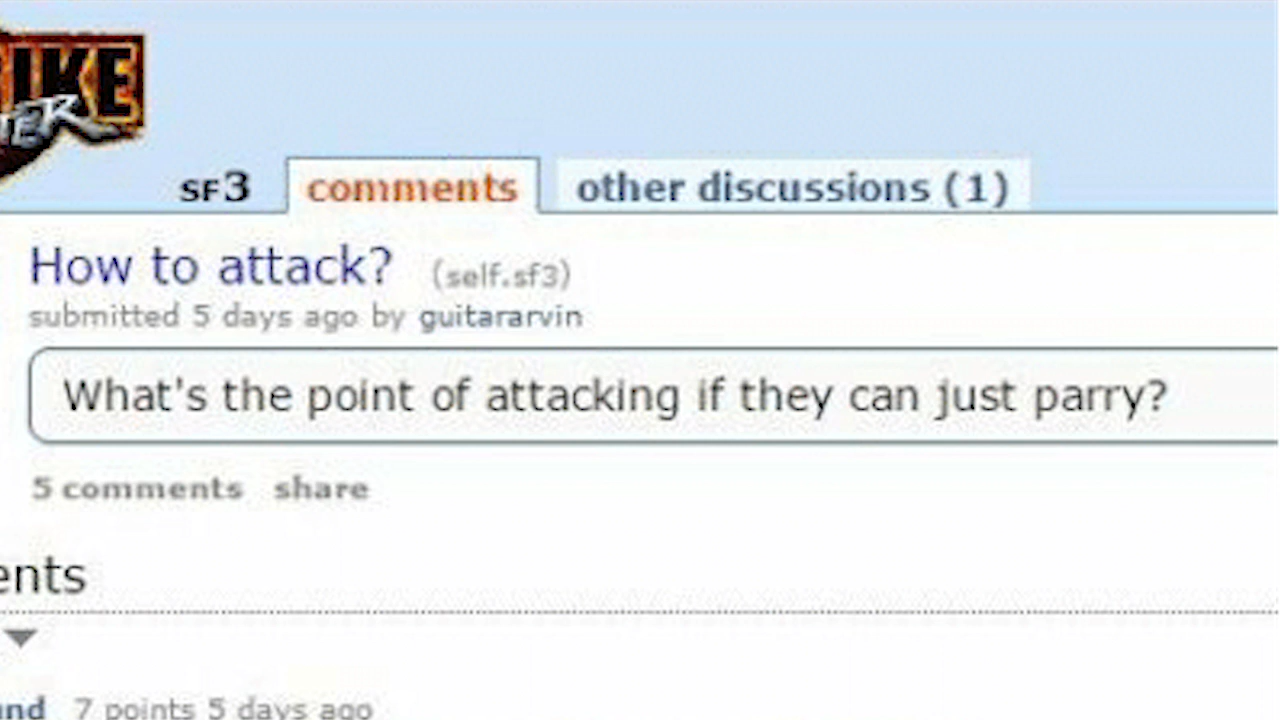 IKE
ER
SF3 comments other discussions (1)
How to attack? (self.sf3)
submitted 5 days ago by guitararvin
What's the point of attacking if they can just parry?
5 comments share
ents
nd 7 points 5 days ago